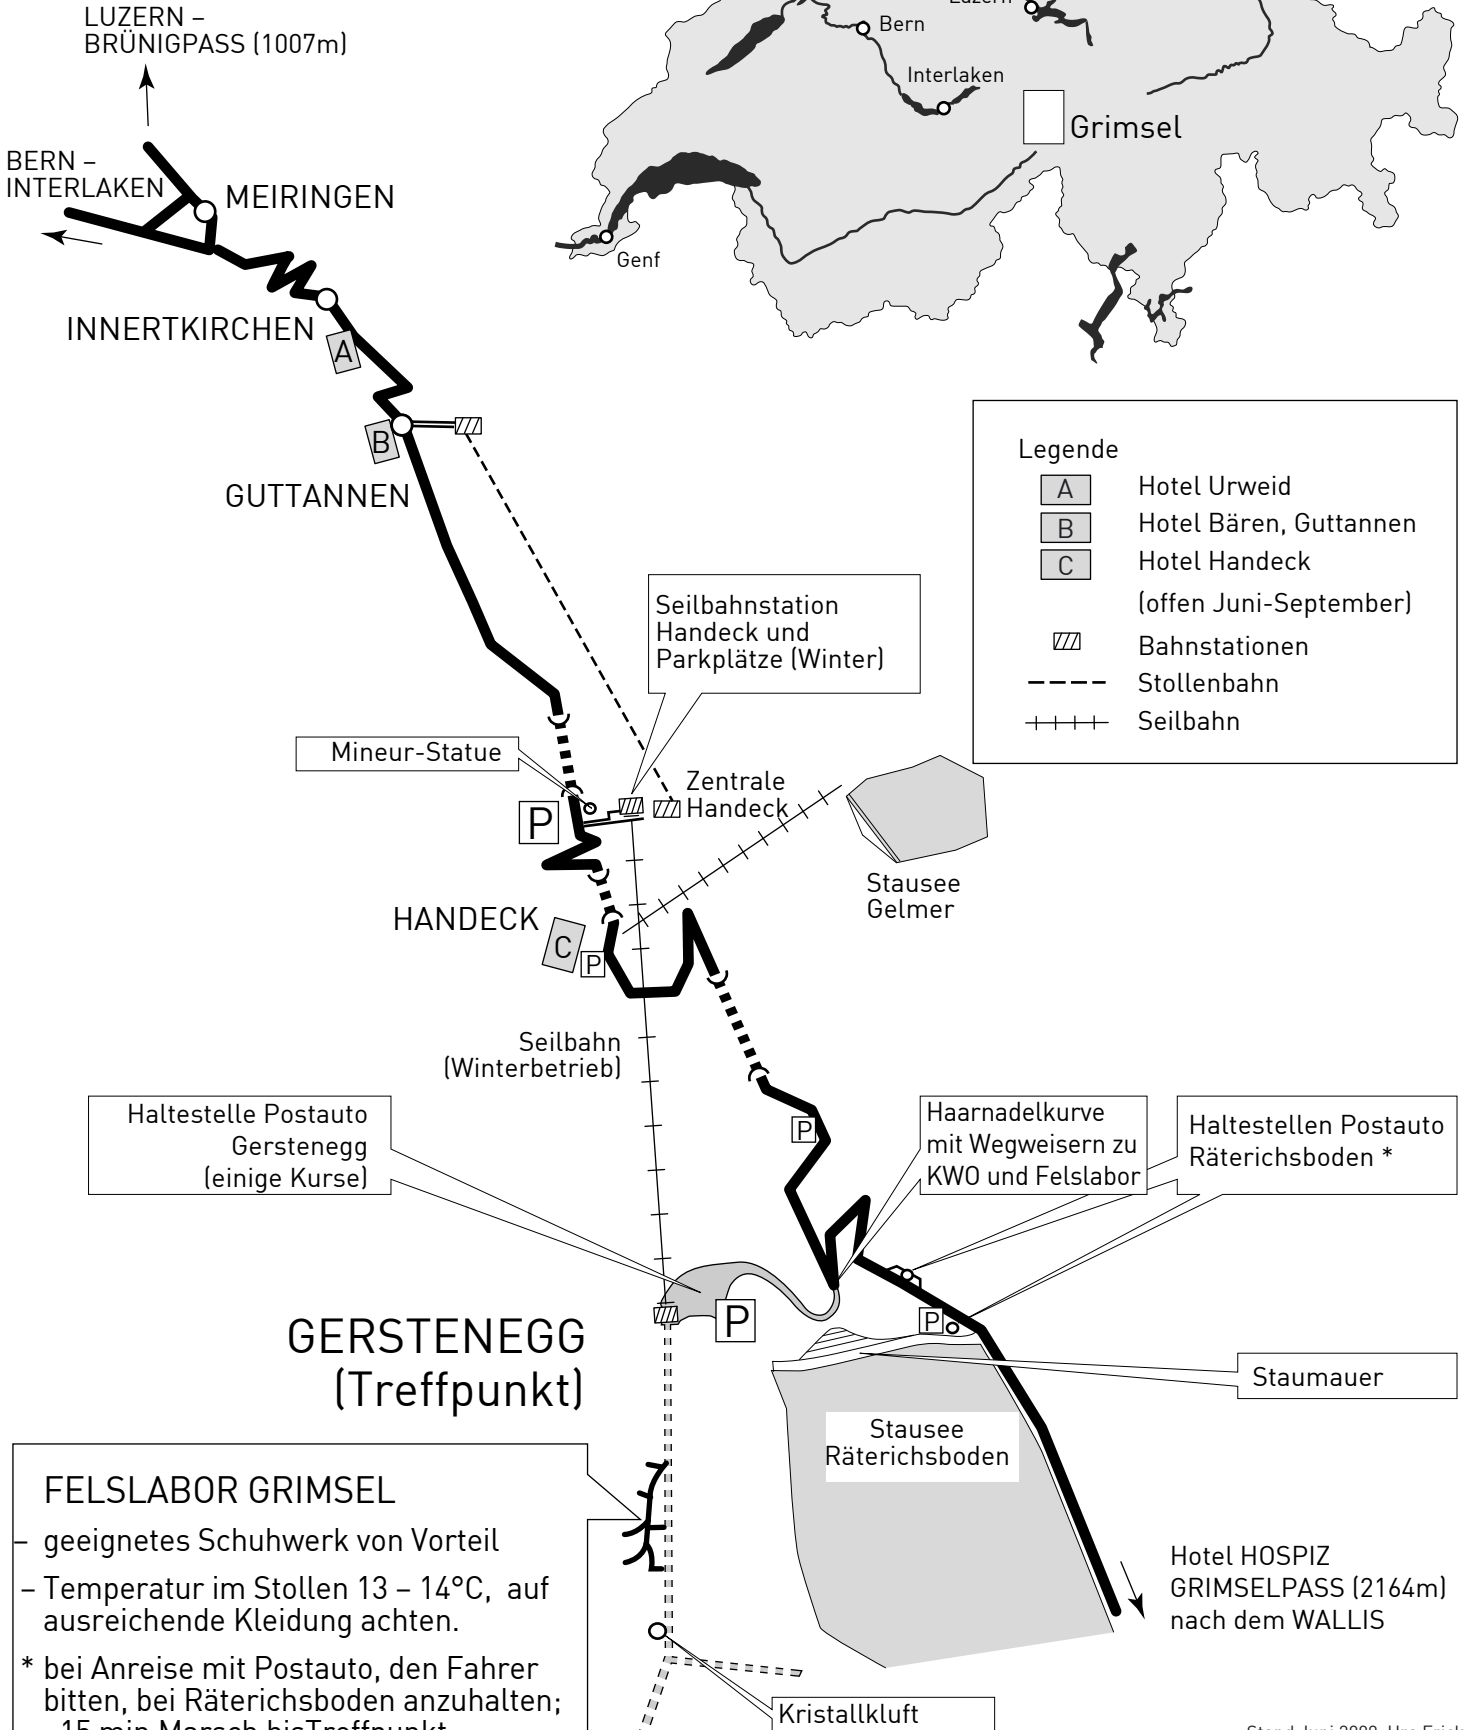 LUZERN –
BRÜNIGPASS (1007m)
Bern
Interlaken
Grimsel
Genf
BERN –
INTERLAKEN
MEIRINGEN
INNERTKIRCHEN
A
B
GUTTANNEN
Legende
A Hotel Urweid
B Hotel Bären, Guttannen
C Hotel Handeck
(offen Juni-September)
Bahnstationen
Stollenbahn
Seilbahn
Seilbahnstation
Handeck und
Parkplätze (Winter)
Mineur-Statue
P
Zentrale
Handeck
Stausee
Gelmer
HANDECK
C
P
Seilbahn
(Winterbetrieb)
Haltestelle Postauto
Gerstenegg
(einige Kurse)
P
Haarnadelkurve
mit Wegweisern zu
KWO und Felslabor
Haltestellen Postauto
Räterichsboden *
GERSTENEGG
(Treffpunkt)
P
P
Staumauer
Stausee
Räterichsboden
FELSLABOR GRIMSEL
– geeignetes Schuhwerk von Vorteil
– Temperatur im Stollen 13 – 14°C, auf
ausreichende Kleidung achten.
* bei Anreise mit Postauto, den Fahrer
bitten, bei Räterichsboden anzuhalten;
15 min Marsch bisTreffpunkt
Hotel HOSPIZ
GRIMSELPASS (2164m)
nach dem WALLIS
Kristallkluft